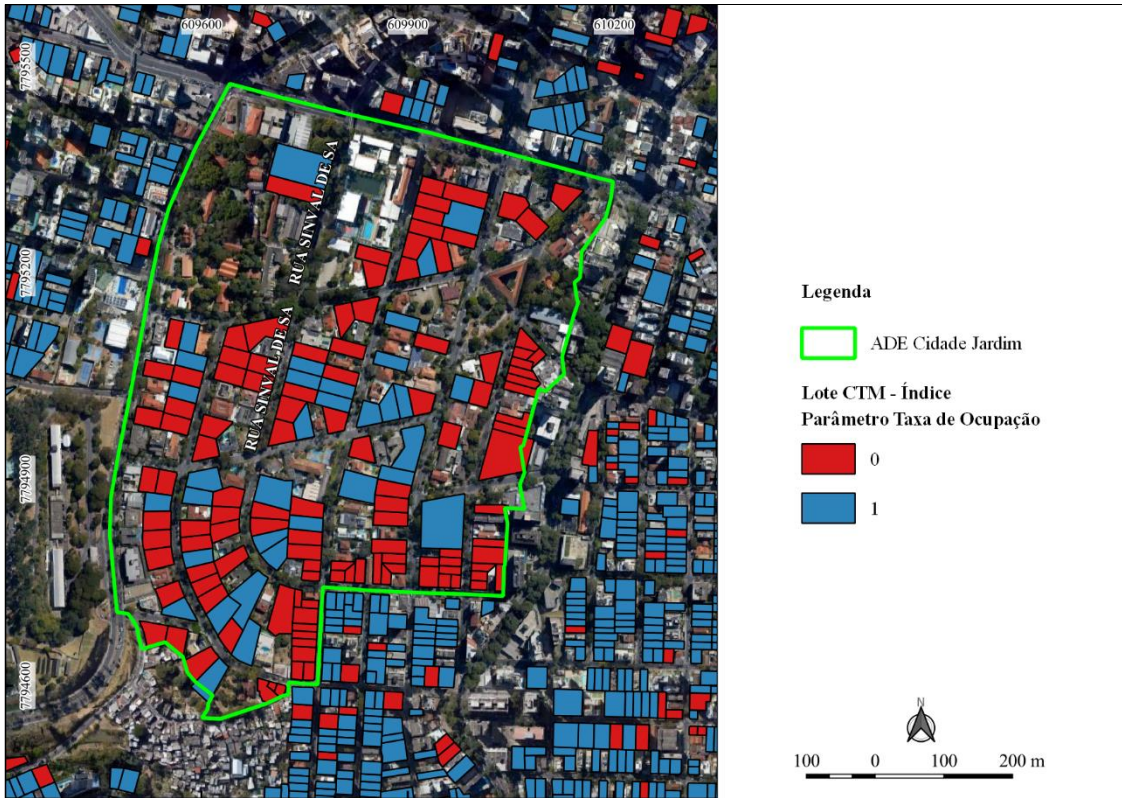 609600
609900
610200
7795500
RUA SINVAL DE SA
7795200
RUA SINVAL DE SA
7794900
7794600
Legenda
ADE Cidade Jardim
Lote CTM - Índice
Parâmetro Taxa de Ocupação
0
1
N
100 0 100 200 m